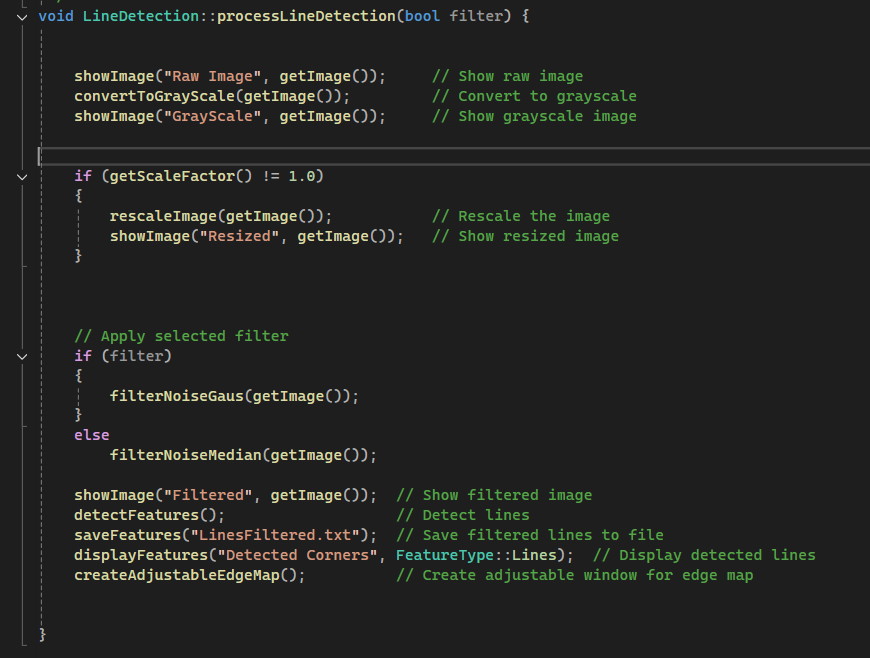 void LineDetection::processLineDetection(bool filter) {
showImage("Raw Image", getImage());     // Show raw image
convertToGrayScale(getImage());         // Convert to grayscale
showImage("GrayScale", getImage());     // Show grayscale image
if (getScaleFactor() != 1.0)
{
rescaleImage(getImage());           // Rescale the image
showImage("Resized", getImage());   // Show resized image
}
// Apply selected filter
if (filter)
{
filterNoiseGaus(getImage());
}
else
filterNoiseMedian(getImage());
showImage("Filtered", getImage());  // Show filtered image
detectFeatures();                   // Detect lines
saveFeatures("LinesFiltered.txt");  // Save filtered lines to file
displayFeatures("Detected Corners", FeatureType::Lines);  // Display detected lines
createAdjustableEdgeMap();          // Create adjustable window for edge map
}